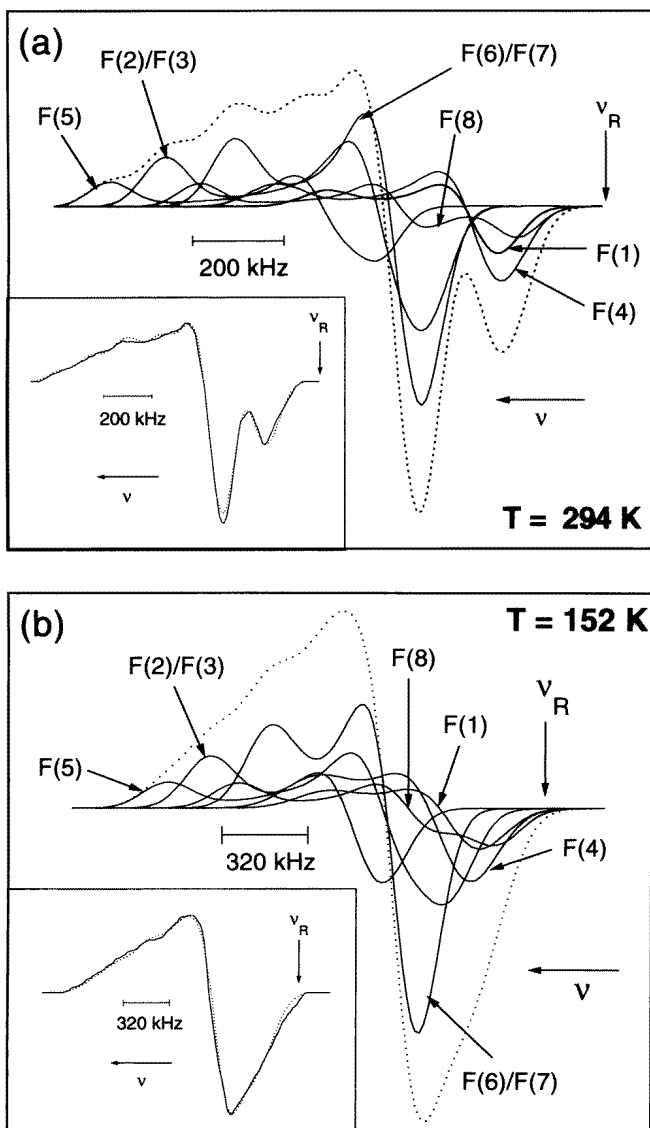 (a)
F(2)/F(3)
F(6)/F(7)
F(5)
F(8)
ν_R
200 kHz
F(1)
F(4)
ν_R
200 kHz
ν
ν
T = 294 K
(b)
T = 152 K
F(2)/F(3)
F(8)
ν_R
F(1)
F(5)
320 kHz
F(4)
ν_R
320 kHz
ν
ν
F(6)/F(7)